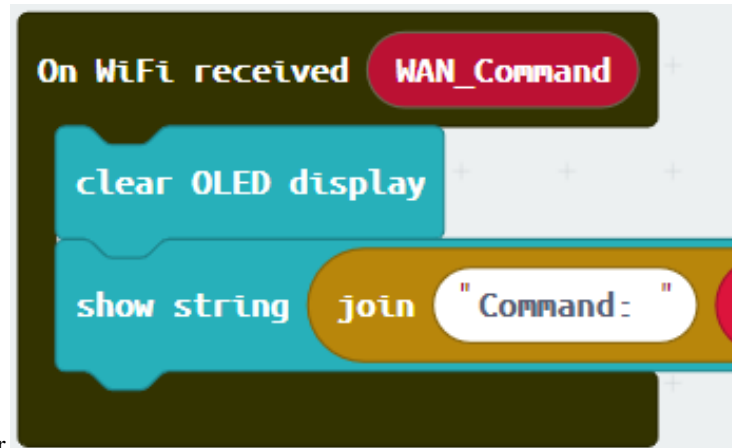 On WiFi received WAN_Command
clear OLED display
show string join "Command: "